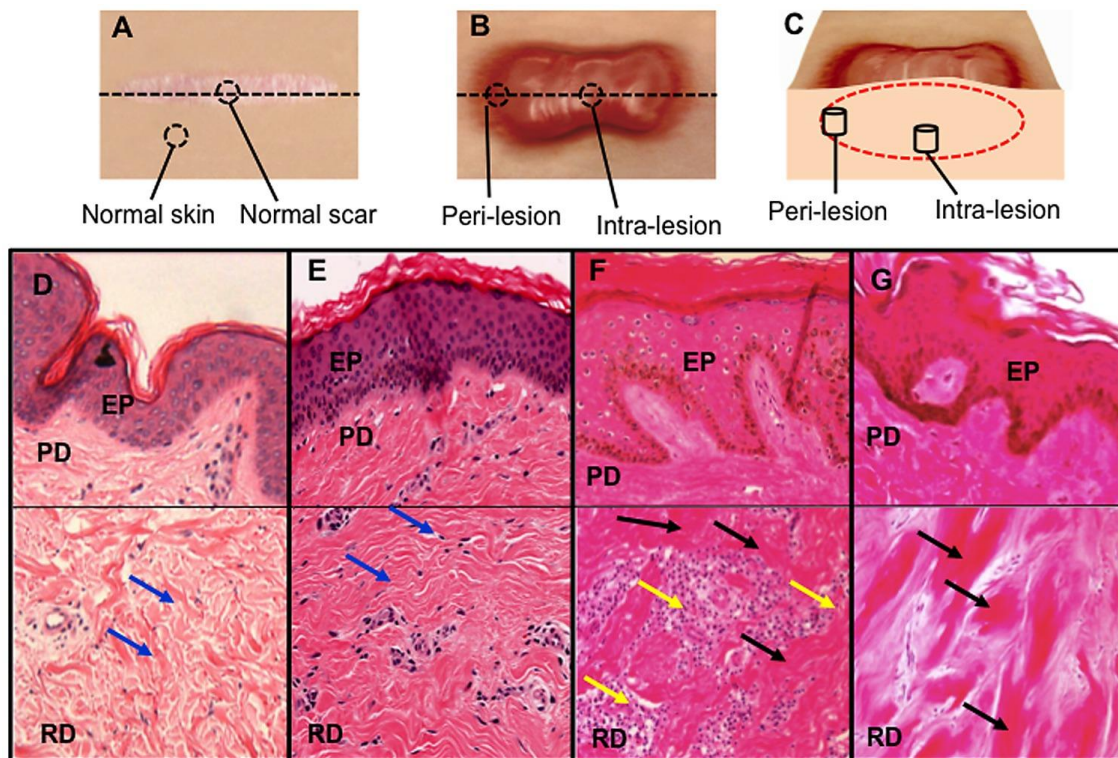 A
B
C
Normal skin
Normal scar
Peri-lesion
Intra-lesion
Peri-lesion
Intra-lesion
D
E
F
G
EP
EP
EP
EP
PD
PD
PD
PD
RD
RD
RD
RD